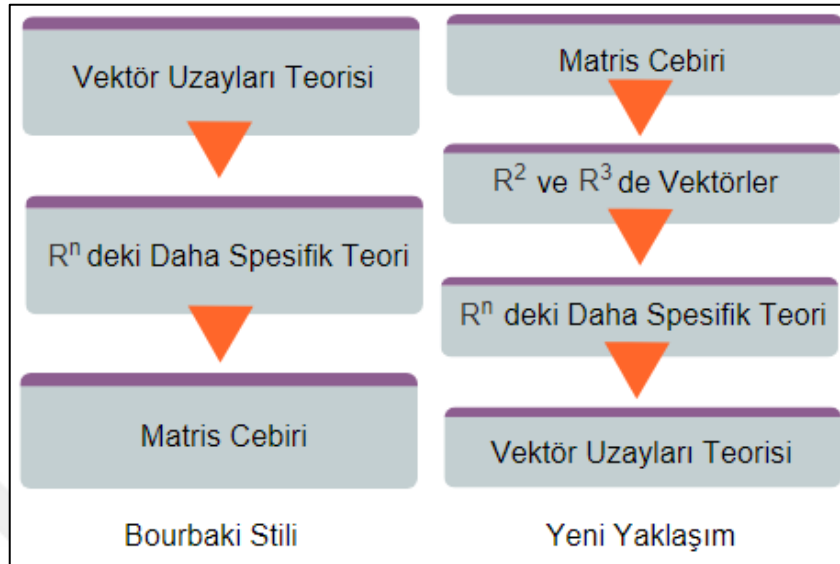 Vektör Uzayları Teorisi
Rⁿ deki Daha Spesifik Teori
Matris Cebiri
Bourbaki Stili
Matris Cebiri
R² ve R³ de Vektörler
Rⁿ deki Daha Spesifik Teori
Vektör Uzayları Teorisi
Yeni Yaklaşım